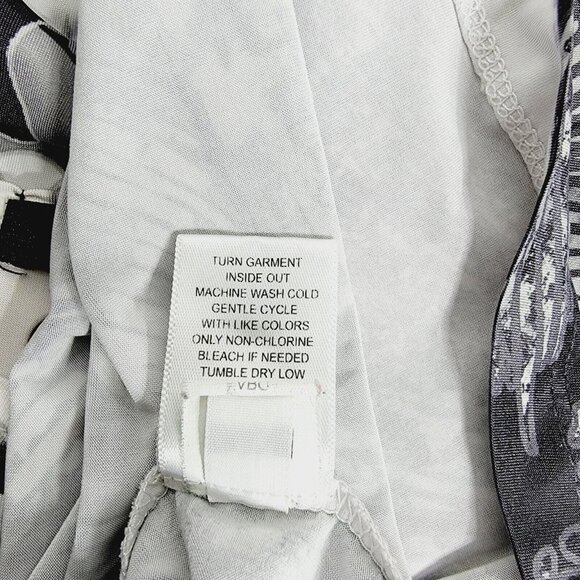 TURN GARMENT
INSIDE OUT
MACHINE WASH COLD
GENTLE CYCLE
WITH LIKE COLORS
ONLY NON-CHLORINE
BLEACH IF NEEDED
TUMBLE DRY LOW